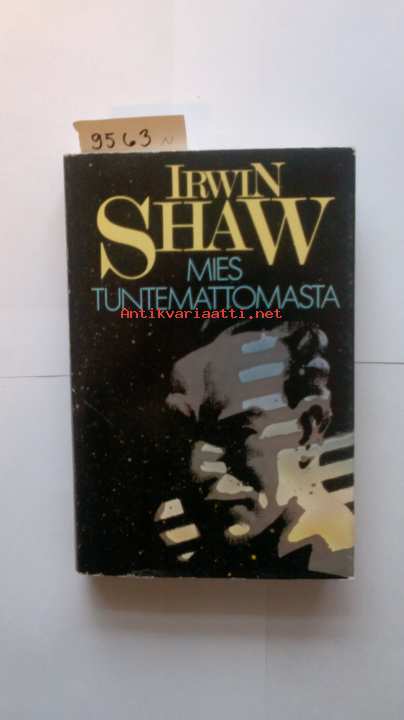 9563 N
IRWIN
SHAW
MIES
TUNTEMATTOMASTA
Antikvariaatti.net